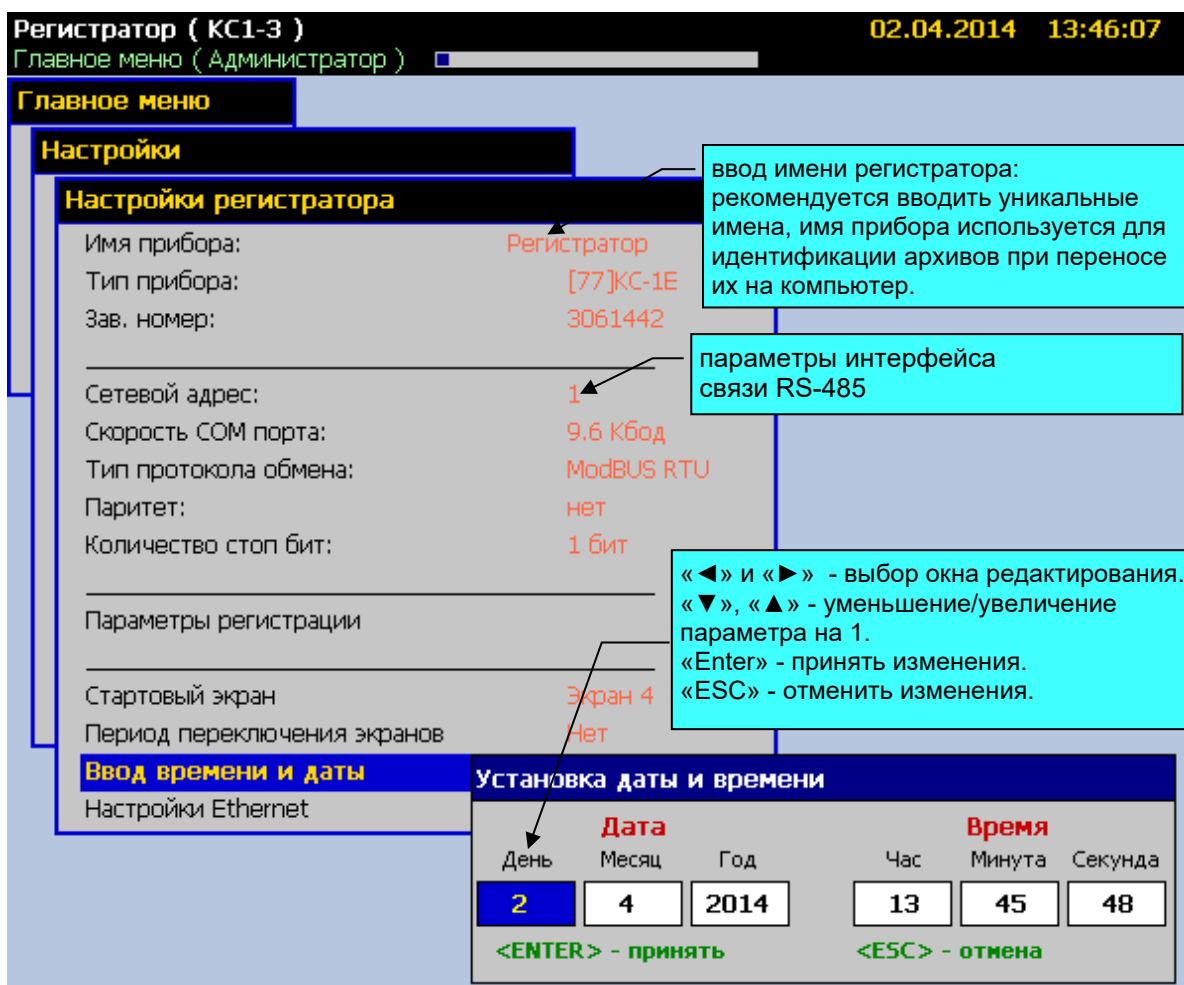 Регистратор ( КС1-3 ) 02.04.2014 13:46:07
Главное меню ( Администратор )
Главное меню
Настройки
Настройки регистратора
Имя прибора: Регистратор
Тип прибора: [77]КС-1Е
Зав. номер: 3061442
Сетевой адрес: 1
Скорость COM порта: 9.6 Кбод
Тип протокола обмена: ModBUS RTU
Паритет: нет
Количество стоп бит: 1 бит
Параметры регистрации
Стартовый экран Экран 4
Период переключения экранов Нет
Ввод времени и даты
Настройки Ethernet
ввод имени регистратора:
рекомендуется вводить уникальные
имена, имя прибора используется для
идентификации архивов при переносе
их на компьютер.
параметры интерфейса
связи RS-485
«◄» и «►» - выбор окна редактирования.
«▼», «▲» - уменьшение/увеличение
параметра на 1.
«Enter» - принять изменения.
«ESC» - отменить изменения.
Установка даты и времени
Дата Время
День Месяц Год Час Минута Секунда
2 4 2014 13 45 48
<ENTER> - принять <ESC> - отмена